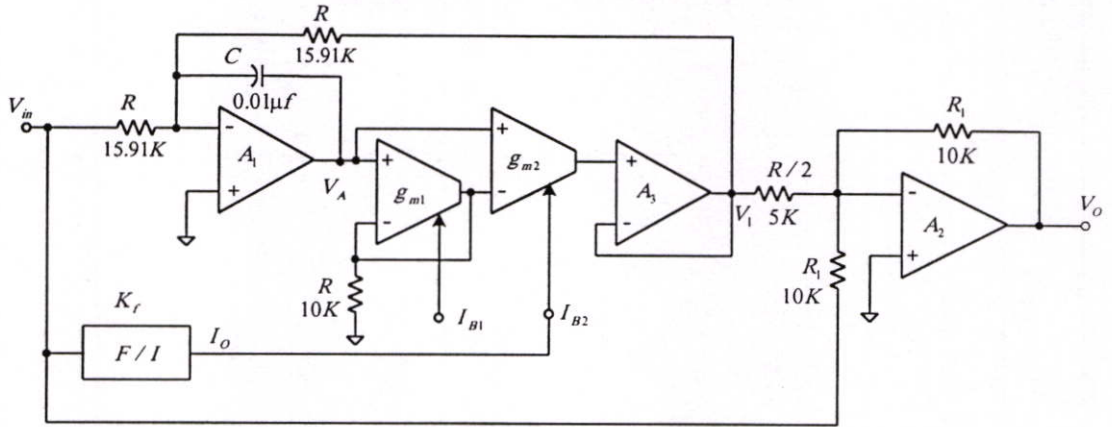 R
15.91K
C
0.01μf
V_in
R
15.91K
-
+
A_1
V_A
+
-
g_m1
+
-
g_m2
+
-
A_3
V_1
R/2
5K
R_1
10K
-
+
A_2
V_O
R_1
10K
R
10K
I_B1
I_B2
K_f
F/I
I_O